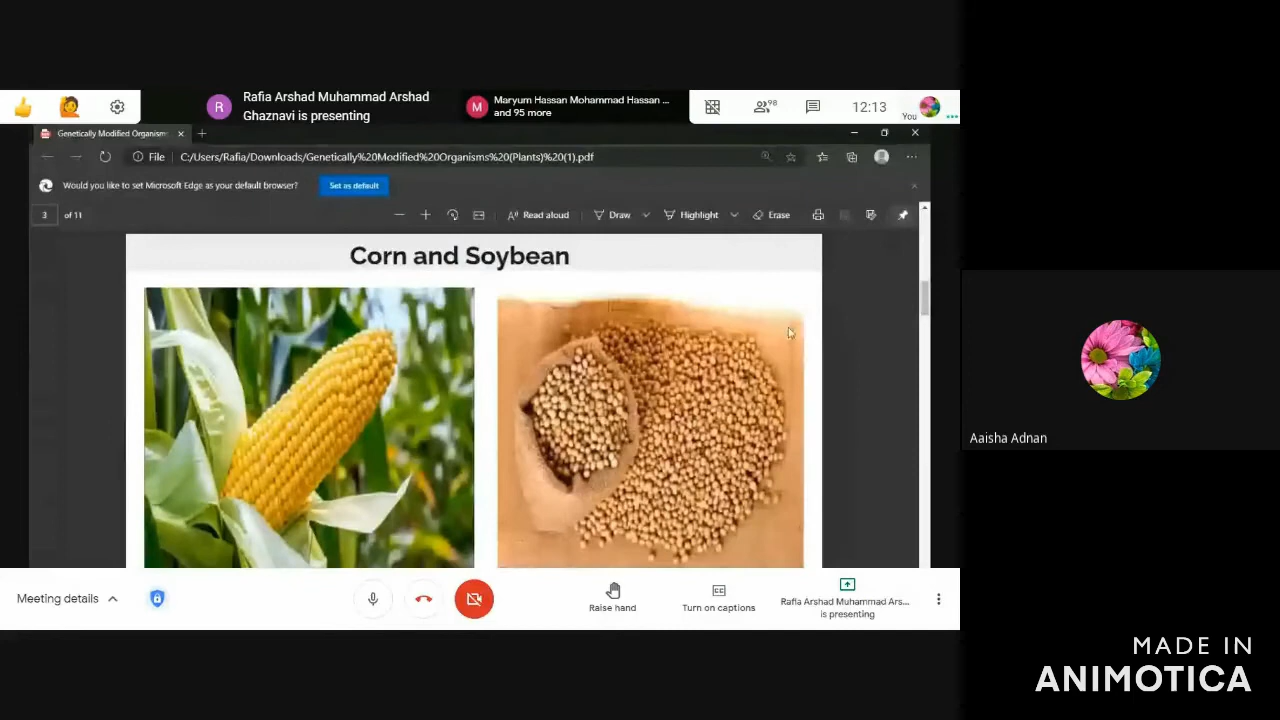 R
Rafia Arshad Muhammad Arshad
Ghaznavi is presenting
M
Maryum Hassan Mohammad Hassan ...
and 95 more
98
12:13
You
Genetically Modified Organism
File
C:/Users/Rafia/Downloads/Genetically%20Modified%20Organisms%20(Plants)%20(1).pdf
Would you like to set Microsoft Edge as your default browser?
Set as default
3 of 11
Read aloud
Draw
Highlight
Erase
Corn and Soybean
Aaisha Adnan
Meeting details
Raise hand
CC
Turn on captions
Rafia Arshad Muhammad Ars...
is presenting
MADE IN
ANIMOTICA